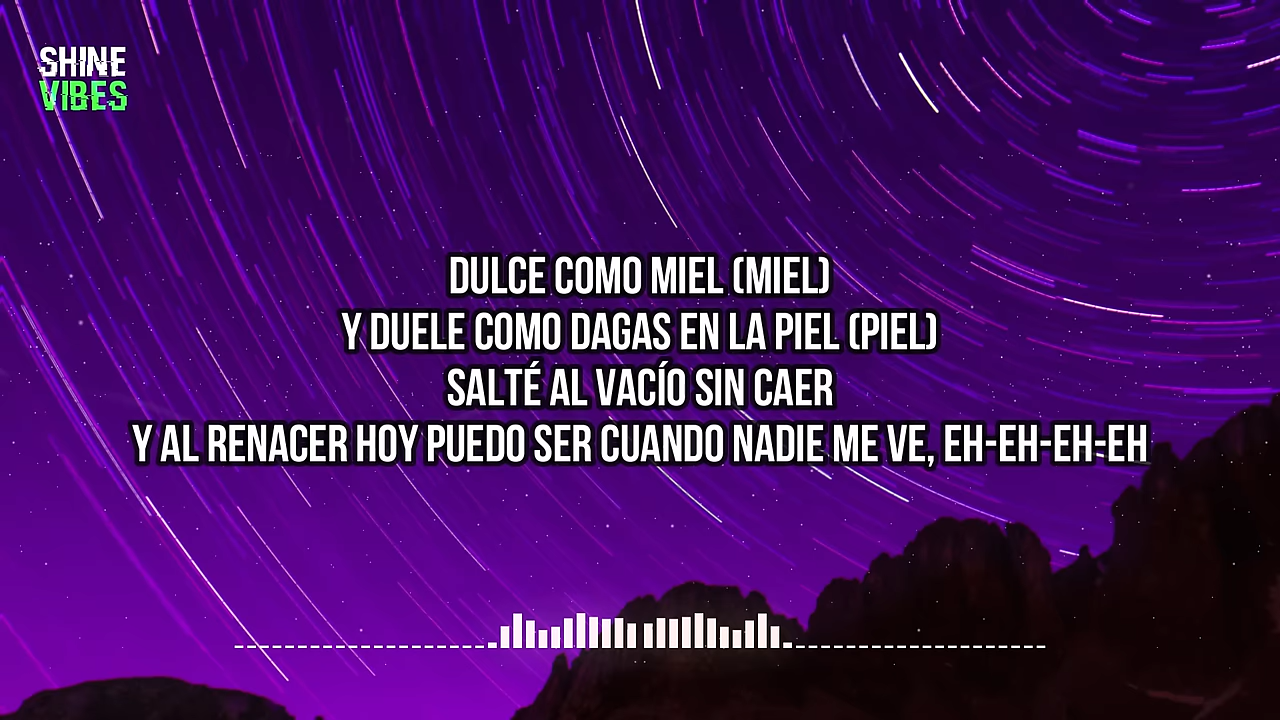 SHINE
VIBES
DULCE COMO MIEL (MIEL)
Y DUELE COMO DAGAS EN LA PIEL (PIEL)
SALTÉ AL VACÍO SIN CAER
Y AL RENACER HOY PUEDO SER CUANDO NADIE ME VE, EH-EH-EH-EH